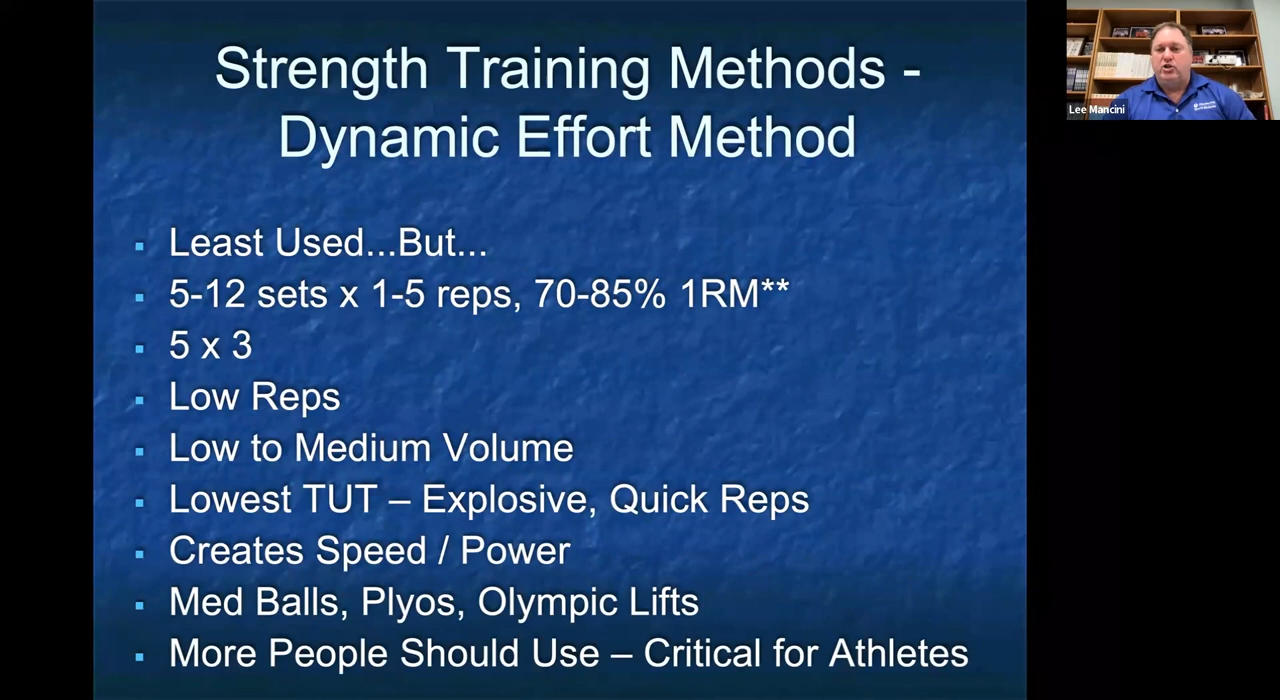 Strength Training Methods -
Dynamic Effort Method
Least Used...But...
5-12 sets x 1-5 reps, 70-85% 1RM**
5 x 3
Low Reps
Low to Medium Volume
Lowest TUT – Explosive, Quick Reps
Creates Speed / Power
Med Balls, Plyos, Olympic Lifts
More People Should Use – Critical for Athletes
Lee Mancini